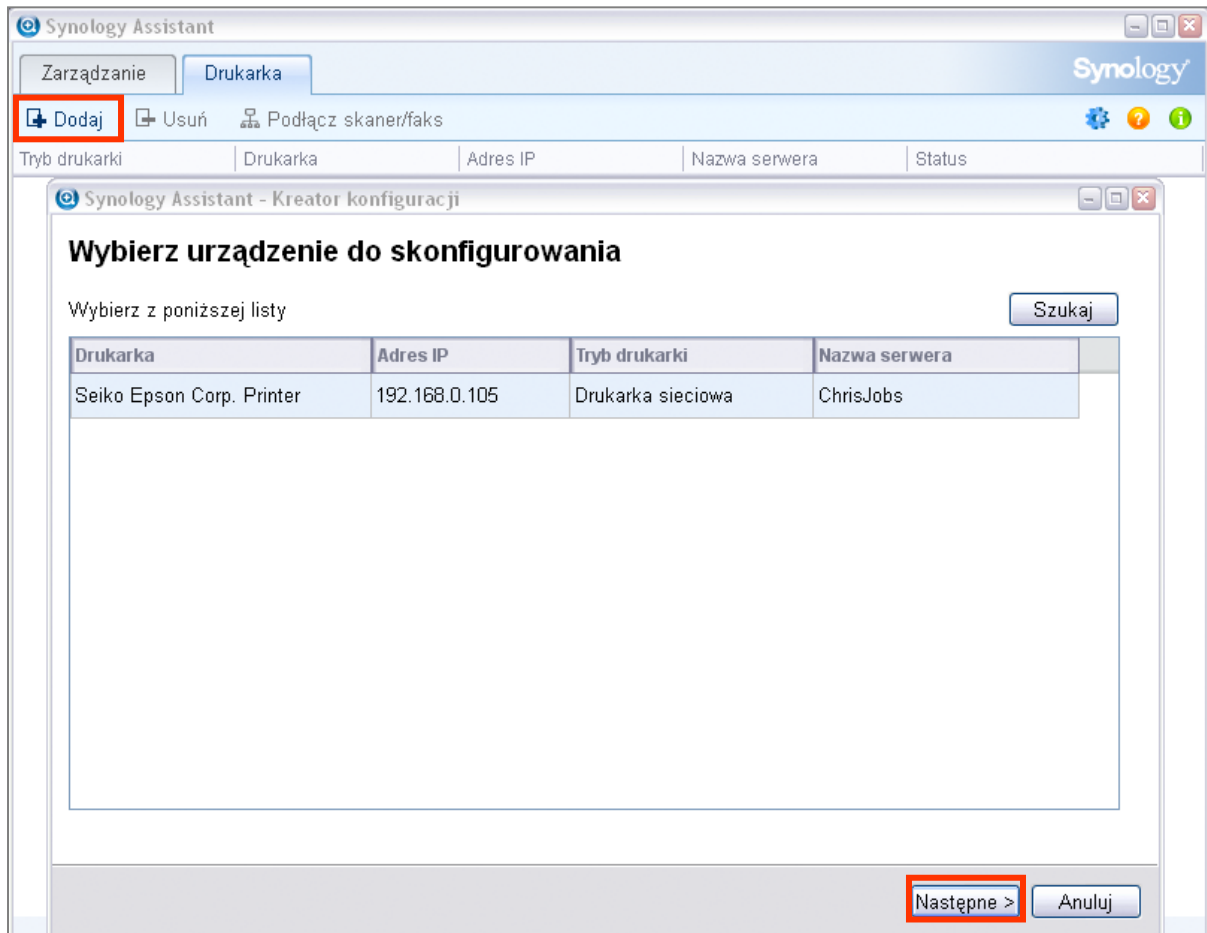 Synology Assistant
Zarządzanie Drukarka Synology
Dodaj Usuń Podłącz skaner/faks
Tryb drukarki Drukarka Adres IP Nazwa serwera Status
Synology Assistant - Kreator konfiguracji
Wybierz urządzenie do skonfigurowania
Wybierz z poniższej listy Szukaj
Drukarka Adres IP Tryb drukarki Nazwa serwera
Seiko Epson Corp. Printer 192.168.0.105 Drukarka sieciowa ChrisJobs
Następne > Anuluj